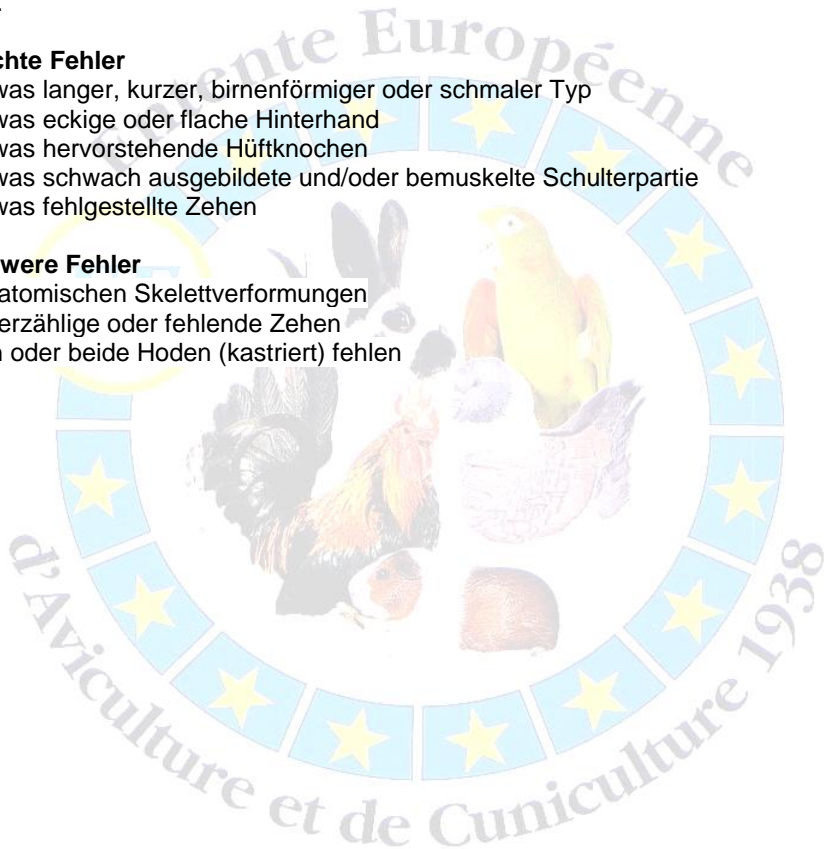 Entente Européenne
chte Fehler
was langer, kurzer, birnenförmiger oder schmaler Typ
was eckige oder flache Hinterhand
was hervorstehende Hüftknochen
was schwach ausgebildete und/oder bemuskelte Schulterpartie
was fehlgestellte Zehen
were Fehler
atomischen Skelettverformungen
erzählige oder fehlende Zehen
oder beide Hoden (kastriert) fehlen
d'Aviculture et de Cuniculture 1938